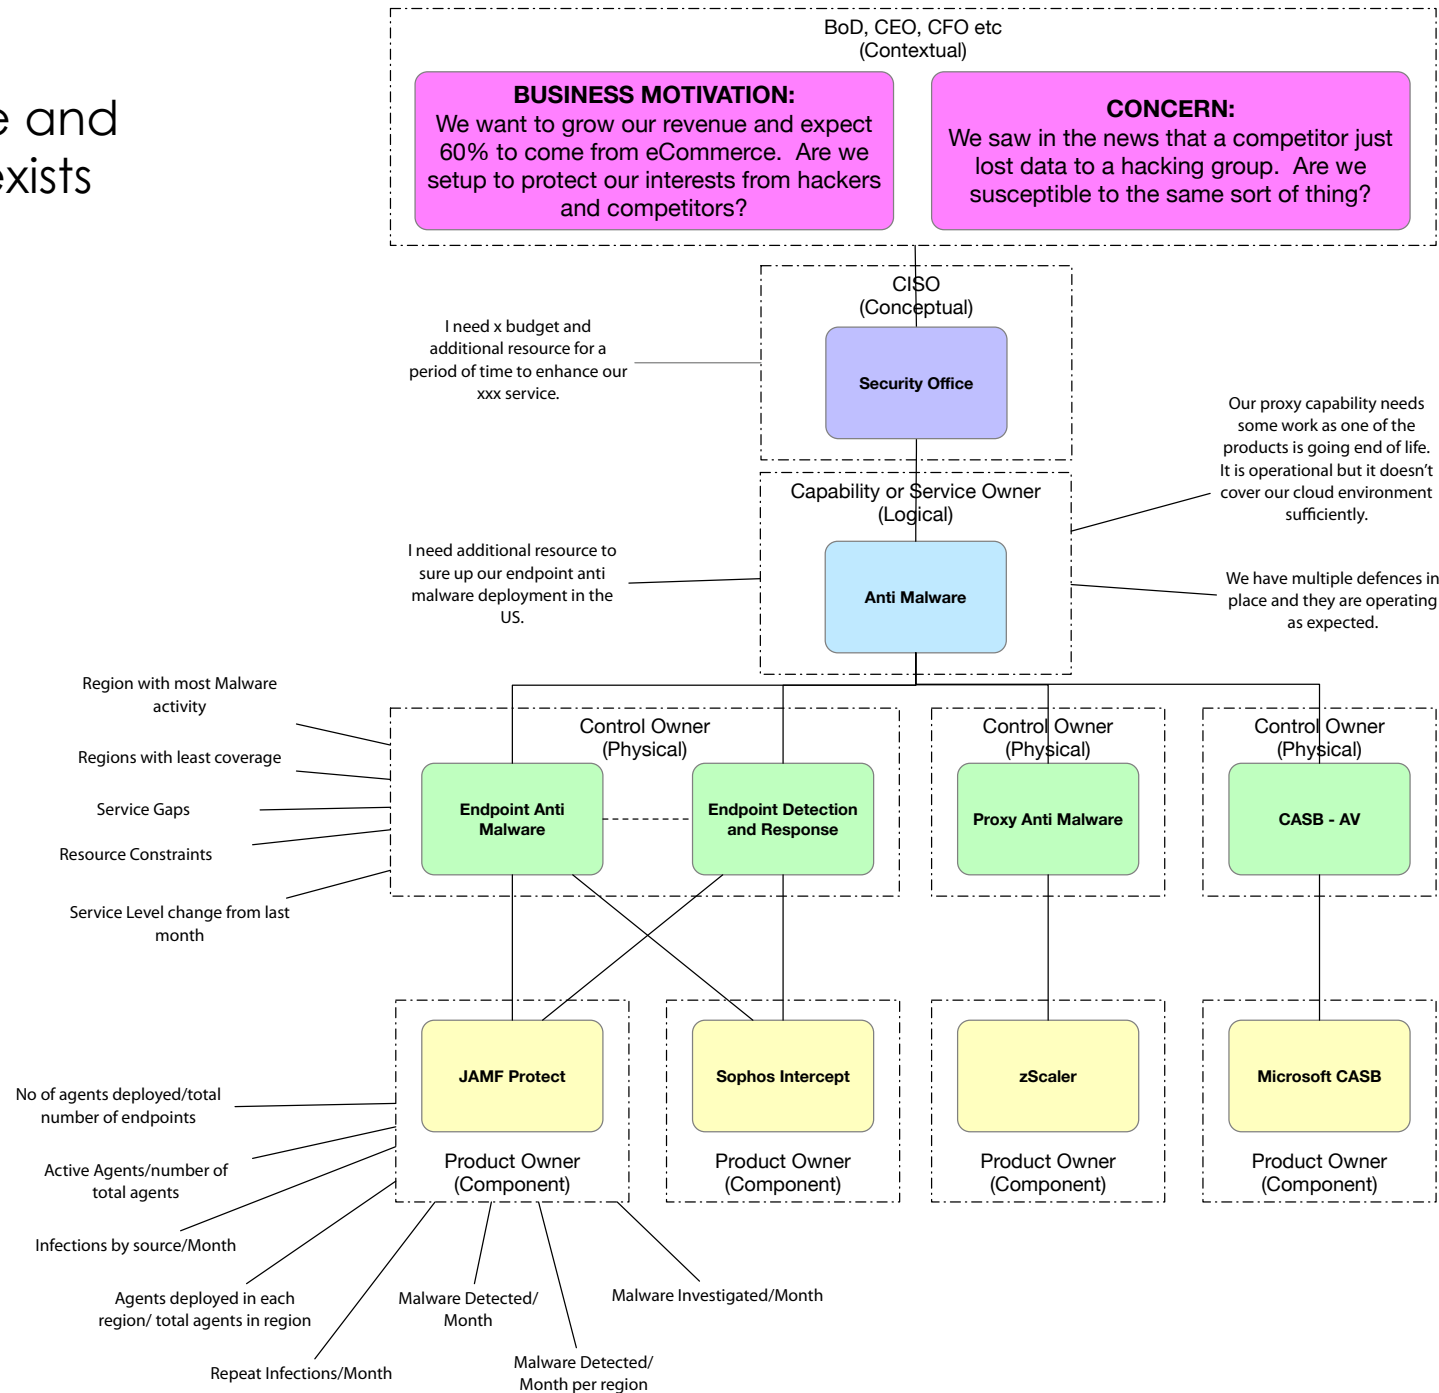 e and
exists
BoD, CEO, CFO etc
(Contextual)
BUSINESS MOTIVATION:
We want to grow our revenue and expect
60% to come from eCommerce. Are we
setup to protect our interests from hackers
and competitors?
CONCERN:
We saw in the news that a competitor just
lost data to a hacking group. Are we
susceptible to the same sort of thing?
CISO
(Conceptual)
Security Office
I need x budget and
additional resource for a
period of time to enhance our
xxx service.
Capability or Service Owner
(Logical)
Anti Malware
Our proxy capability needs
some work as one of the
products is going end of life.
It is operational but it doesn't
cover our cloud environment
sufficiently.
I need additional resource to
sure up our endpoint anti
malware deployment in the
US.
We have multiple defences in
place and they are operating
as expected.
Region with most Malware
activity
Regions with least coverage
Service Gaps
Resource Constraints
Service Level change from last
month
Control Owner
(Physical)
Endpoint Anti
Malware
Endpoint Detection
and Response
Control Owner
(Physical)
Proxy Anti Malware
Control Owner
(Physical)
CASB - AV
JAMF Protect
Product Owner
(Component)
Sophos Intercept
Product Owner
(Component)
zScaler
Product Owner
(Component)
Microsoft CASB
Product Owner
(Component)
No of agents deployed/total
number of endpoints
Active Agents/number of
total agents
Infections by source/Month
Agents deployed in each
region/ total agents in region
Repeat Infections/Month
Malware Detected/
Month
Malware Detected/
Month per region
Malware Investigated/Month